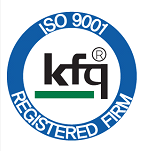 ISO 9001
kfq®
REGISTERED FIRM